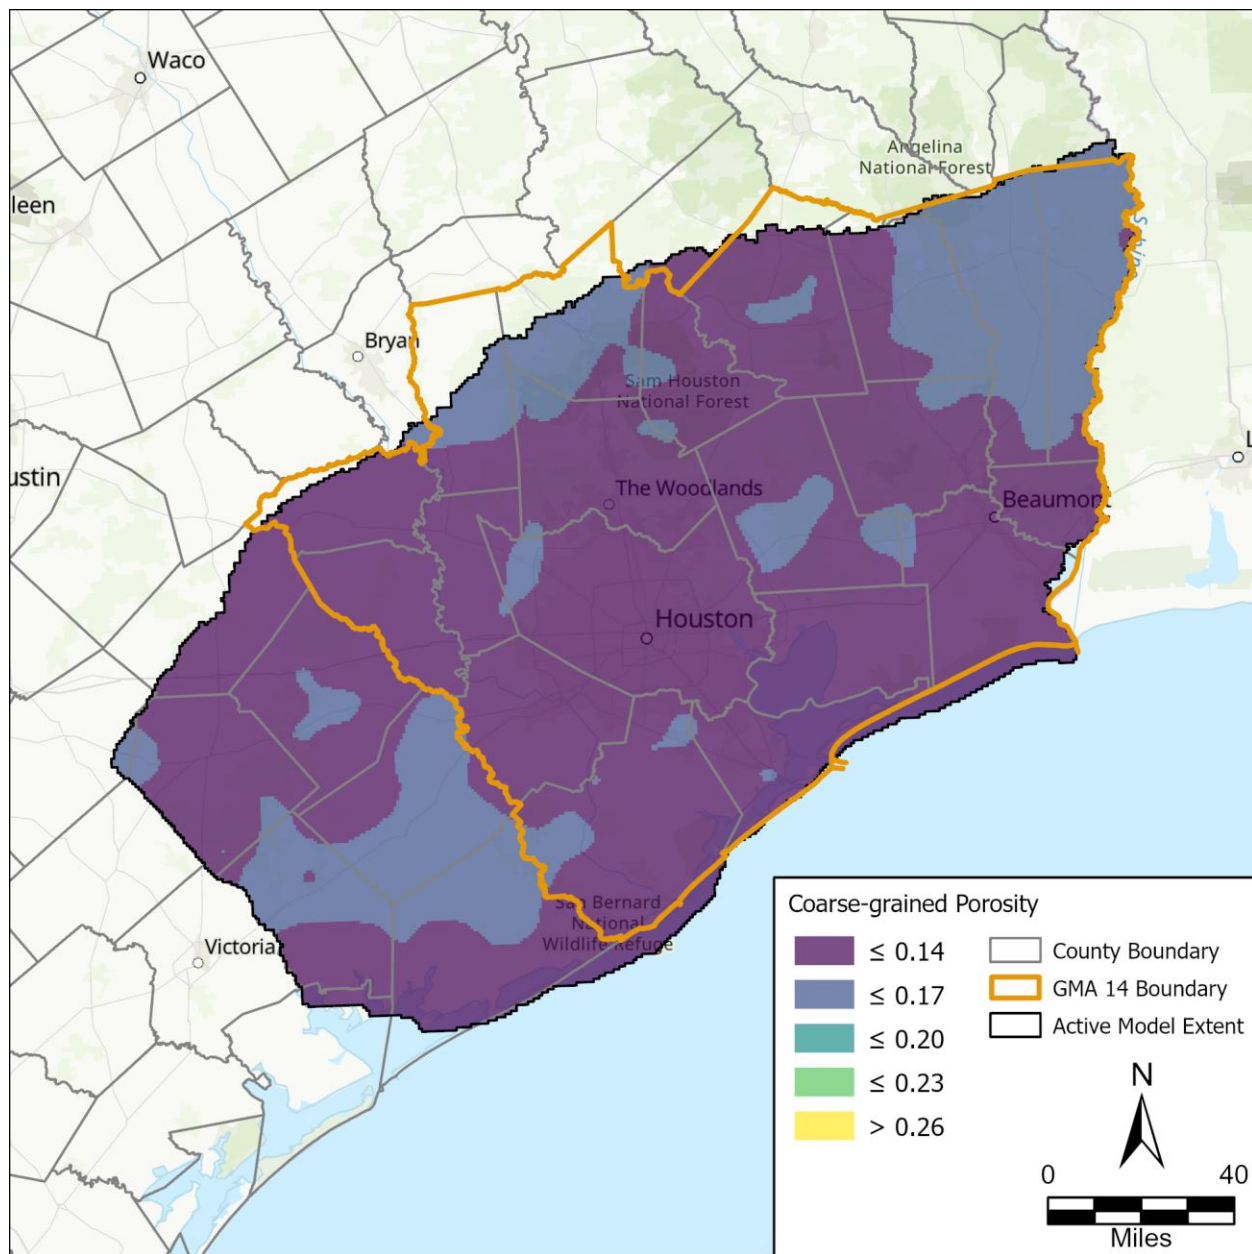 Waco
Angelina
National Forest
leen
Sabine
Bryan
Sam Houston
National Forest
L
ustin
The Woodlands
Beaumont
Houston
San Bernard
National
Wildlife Refuge
Victoria
Coarse-grained Porosity
≤ 0.14
≤ 0.17
≤ 0.20
≤ 0.23
> 0.26
County Boundary
GMA 14 Boundary
Active Model Extent
N
0 40
Miles